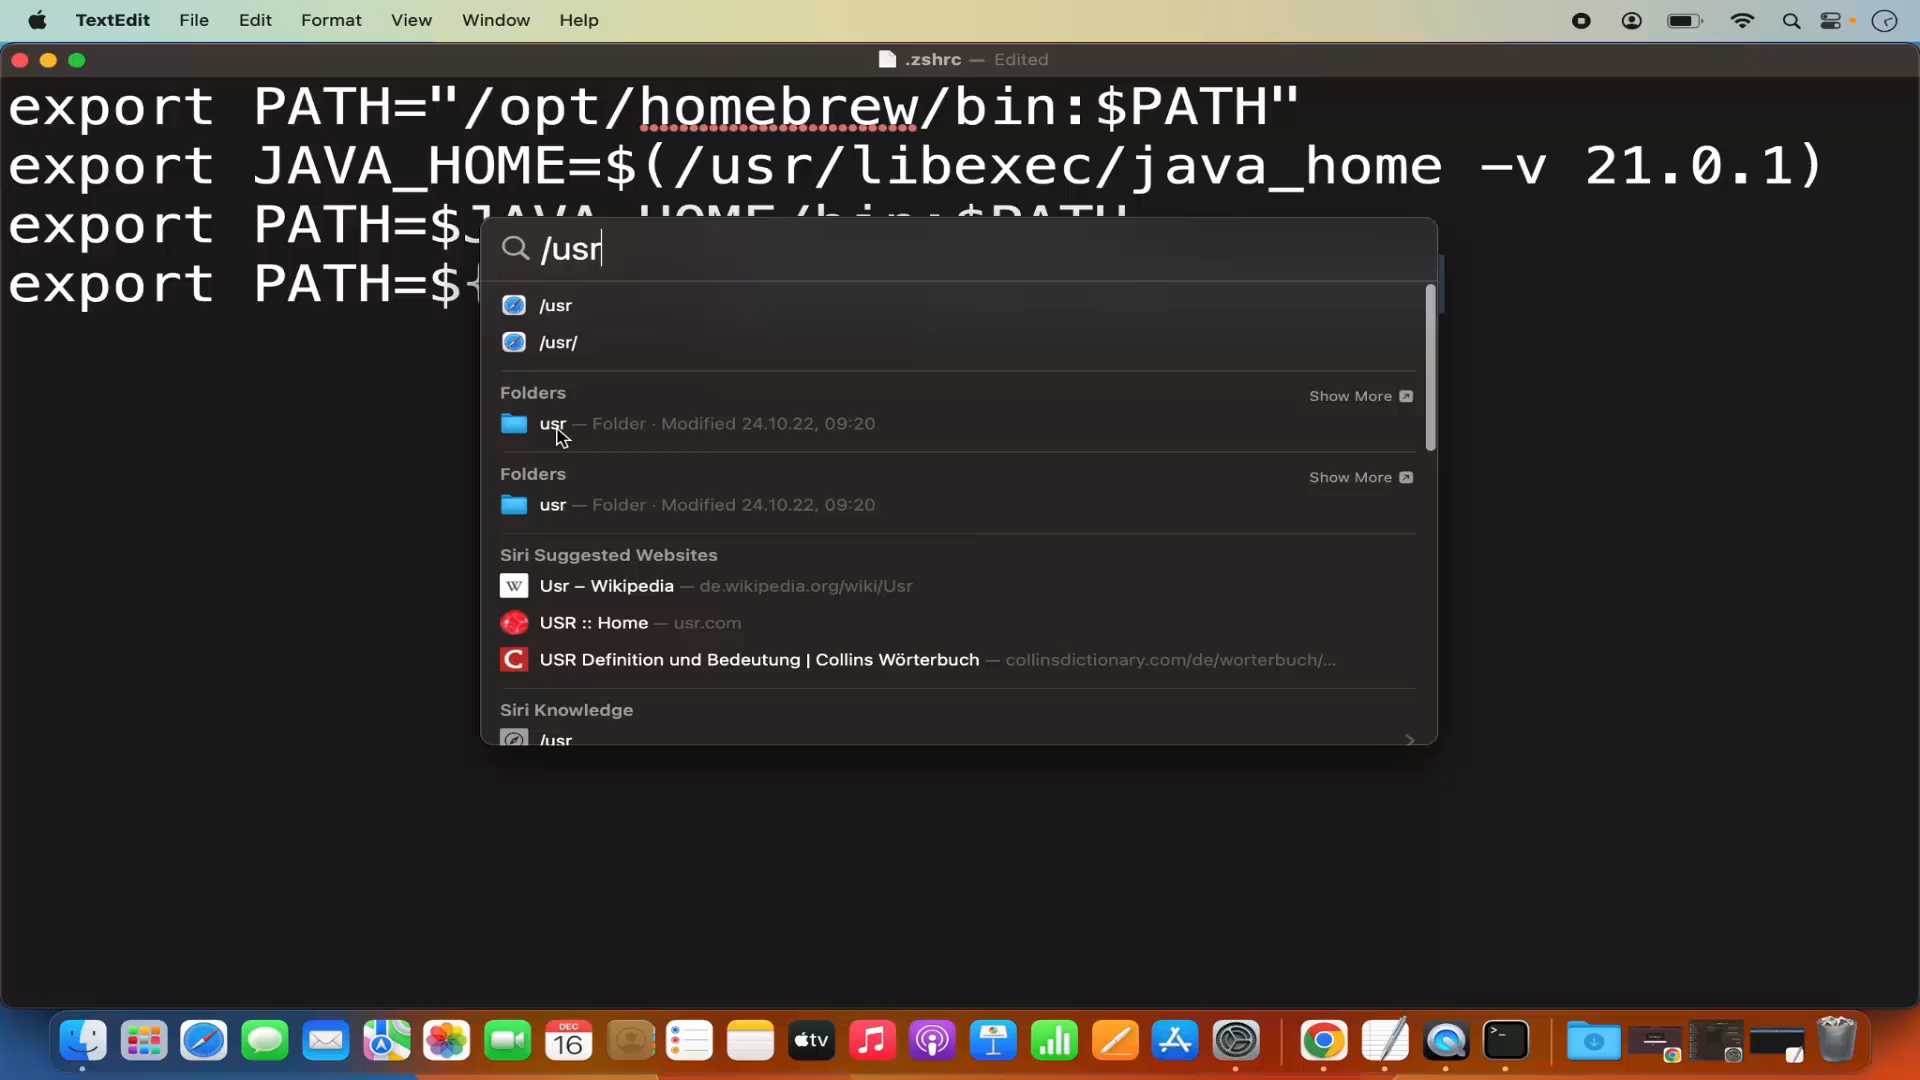 TextEdit File Edit Format View Window Help
.zshrc — Edited
export PATH="/opt/homebrew/bin:$PATH"
export JAVA_HOME=$(/usr/libexec/java_home –v 21.0.1)
export PATH=$JAVA_HOME/bin:$PATH
export PATH=${
/usr
/usr
/usr/
Folders Show More
usr — Folder · Modified 24.10.22, 09:20
Folders Show More
usr — Folder · Modified 24.10.22, 09:20
Siri Suggested Websites
W Usr – Wikipedia — de.wikipedia.org/wiki/Usr
USR :: Home — usr.com
C USR Definition und Bedeutung | Collins Wörterbuch — collinsdictionary.com/de/worterbuch/...
Siri Knowledge
/usr
DEC
16
tv
>_